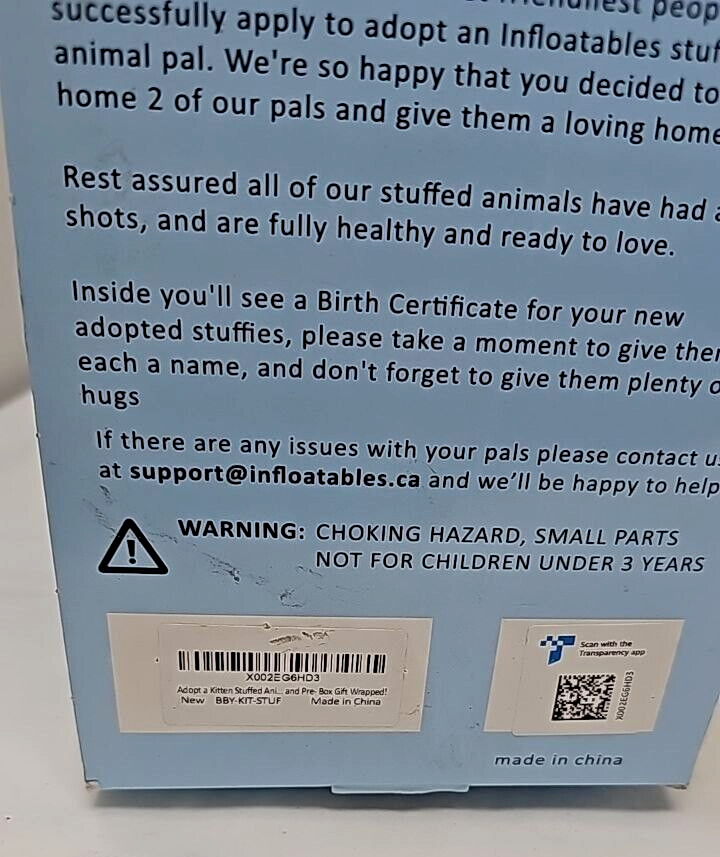 successfully apply to adopt an Infloatables
animal pal. We're so happy that you decided to
home 2 of our pals and give them a loving home
Rest assured all of our stuffed animals have had
shots, and are fully healthy and ready to love.
Inside you'll see a Birth Certificate for your new
adopted stuffies, please take a moment to give
each a name, and don't forget to give them plenty
hugs
If there are any issues with your pals please contact
at support@infloatables.ca and we'll be happy to help
WARNING: CHOKING HAZARD, SMALL PARTS
NOT FOR CHILDREN UNDER 3 YEARS
X002EG6HD3
Adopt a Kitten Stuffed Ani... and Pre-Box Gift Wrapped!
New BBY-KIT-STUF Made in China
Scan with the
Transparency app
X002EG6HD3
made in china